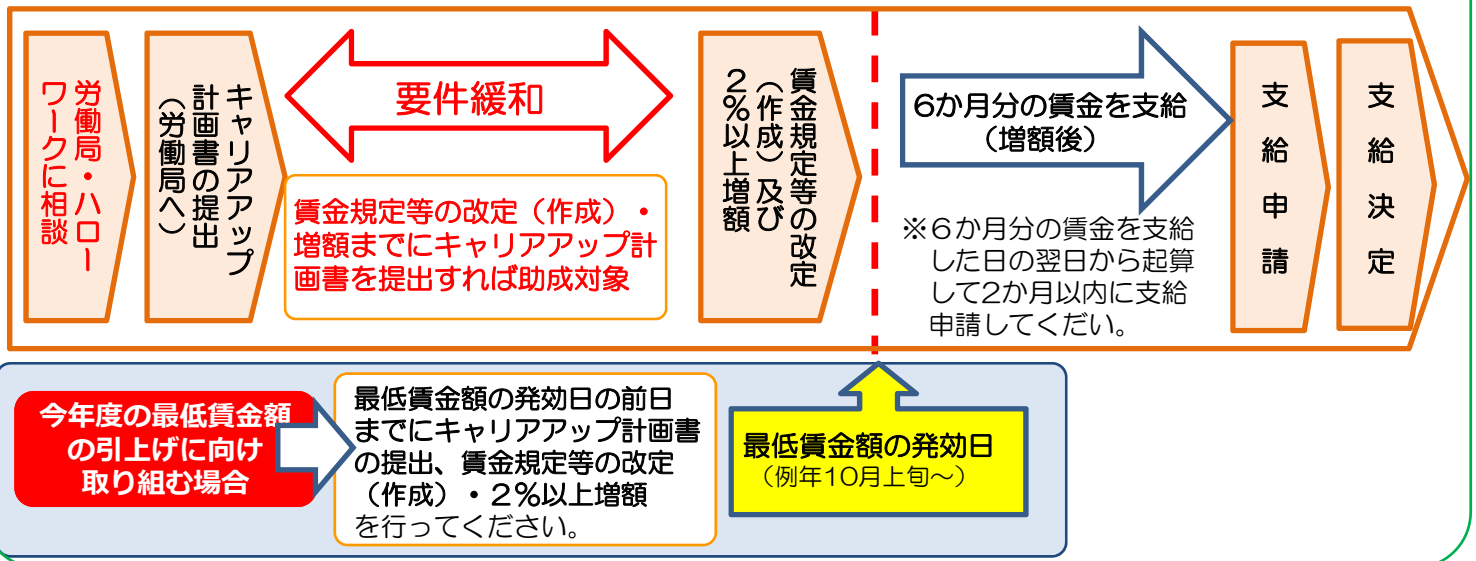 労働局・ハロー
ワークに相談
キャリアアップ
計画書の提出
（労働局へ）
要件緩和
賃金規定等の改定（作成）・
増額までにキャリアアップ計
画書を提出すれば助成対象
賃金規定等の改定
（作成）及び
２％以上増額
6か月分の賃金を支給
（増額後）
※６か月分の賃金を支給
した日の翌日から起算
して2か月以内に支給
申請してくだい。
支給申請
支給決定
今年度の最低賃金額
の引上げに向け
取り組む場合
最低賃金額の発効日の前日
までにキャリアアップ計画書
の提出、賃金規定等の改定
（作成）・２％以上増額
を行ってください。
最低賃金額の発効日
（例年10月上旬～）